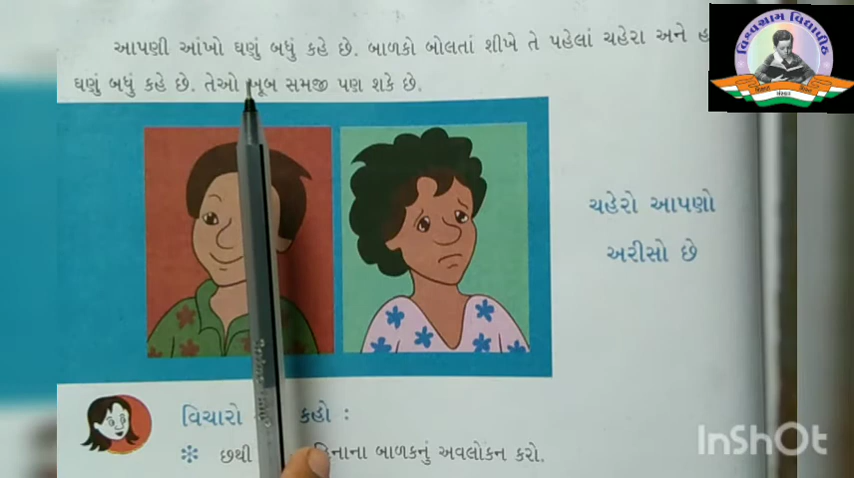 આપણી આંખો ઘણું બધું કહે છે. બાળકો બોલતાં શીખે તે પહેલાં ચહેરા અને
ઘણું બધું કહે છે. તેઓ ખૂબ સમજી પણ શકે છે.
ચહેરો આપણો
અરીસો છે
વિચારો કહો :
છથી બાળકનું અવલોકન કરો.
વિશ્વગ્રામ વિદ્યાપીઠ
InShOt